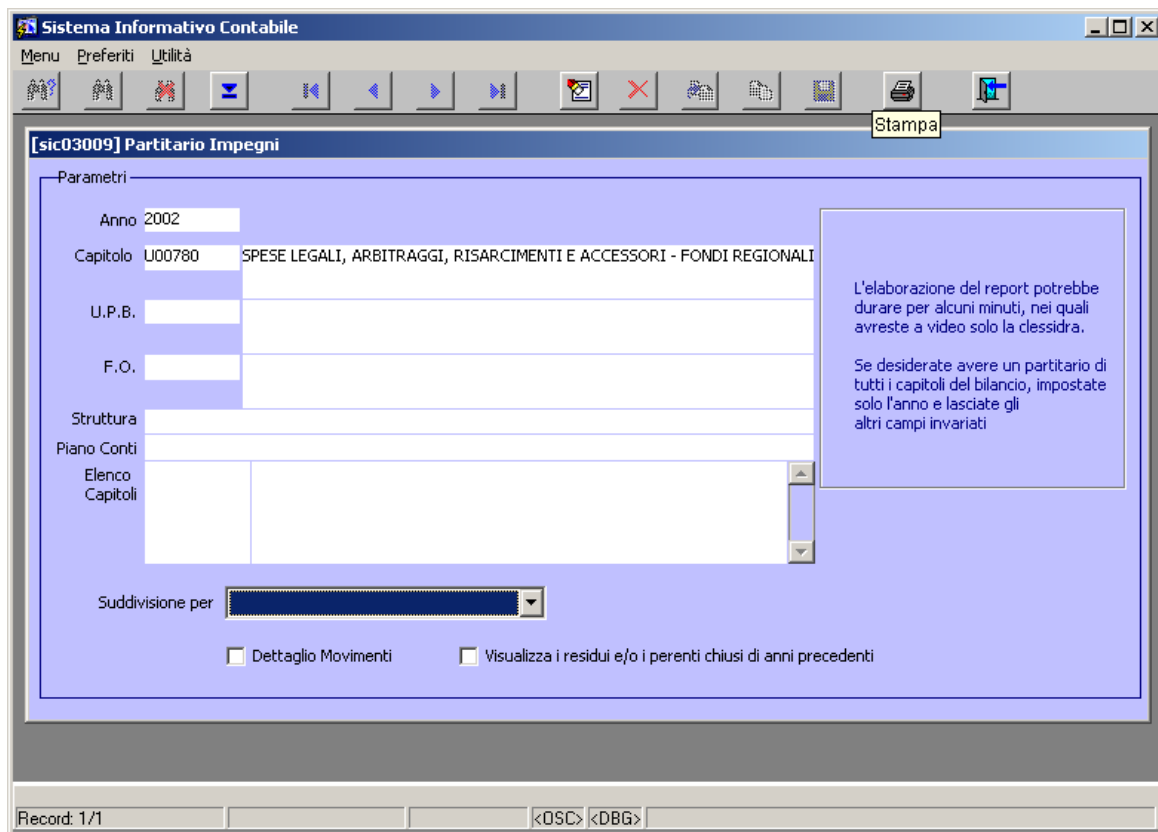 Sistema Informativo Contabile
Menu Preferiti Utilità
Stampa
[sic03009] Partitario Impegni
Parametri
Anno 2002
Capitolo U00780 SPESE LEGALI, ARBITRAGGI, RISARCIMENTI E ACCESSORI - FONDI REGIONALI
U.P.B.
F.O.
Struttura
Piano Conti
Elenco
Capitoli
L'elaborazione del report potrebbe
durare per alcuni minuti, nei quali
avreste a video solo la clessidra.
Se desiderate avere un partitario di
tutti i capitoli del bilancio, impostate
solo l'anno e lasciate gli
altri campi invariati
Suddivisione per
Dettaglio Movimenti Visualizza i residui e/o i perenti chiusi di anni precedenti
Record: 1/1 <OSC> <DBG>